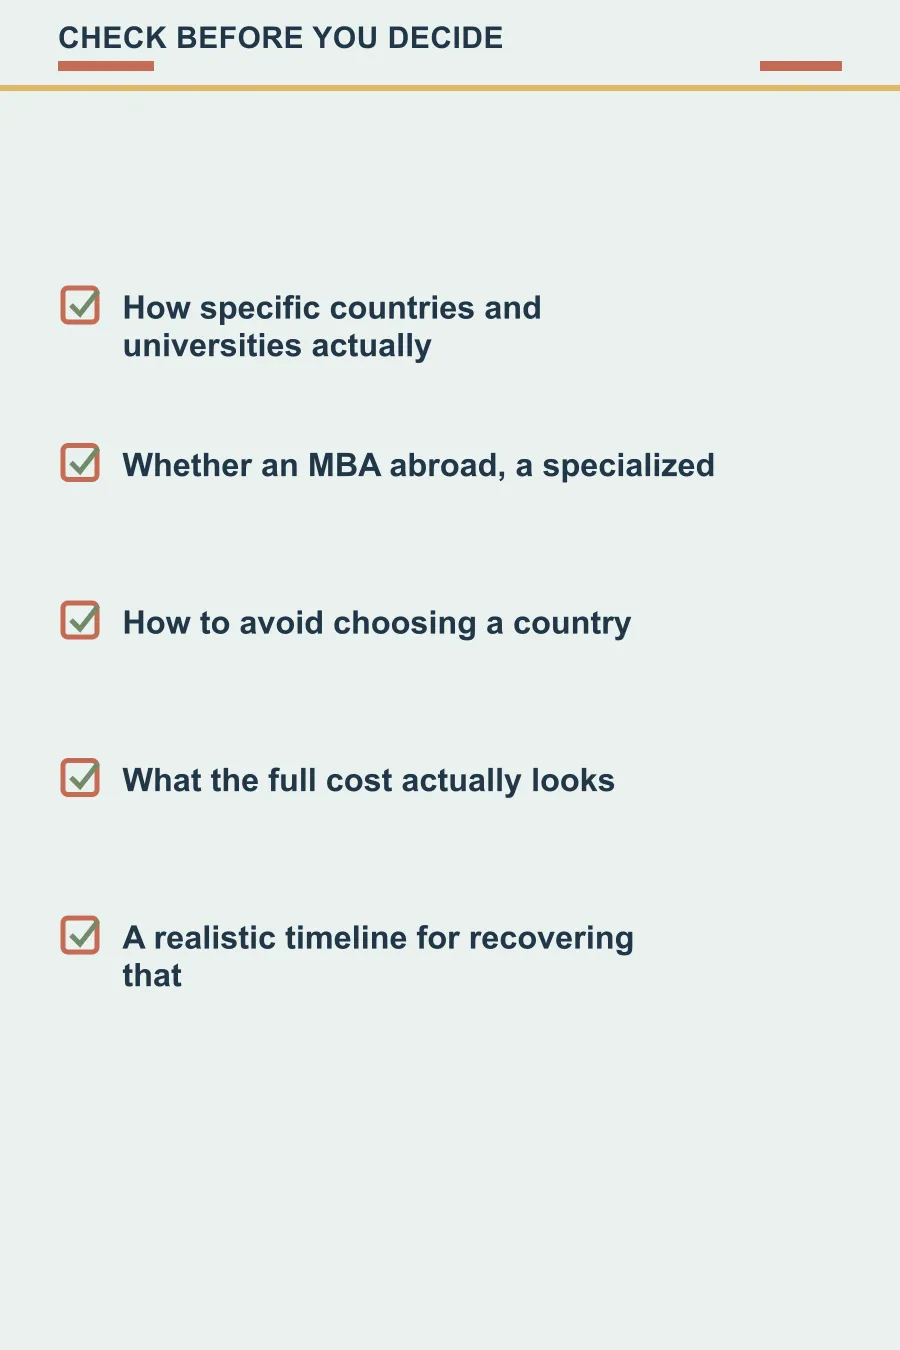 CHECK BEFORE YOU DECIDE
How specific countries and
universities actually
Whether an MBA abroad, a specialized
How to avoid choosing a country
What the full cost actually looks
A realistic timeline for recovering
that